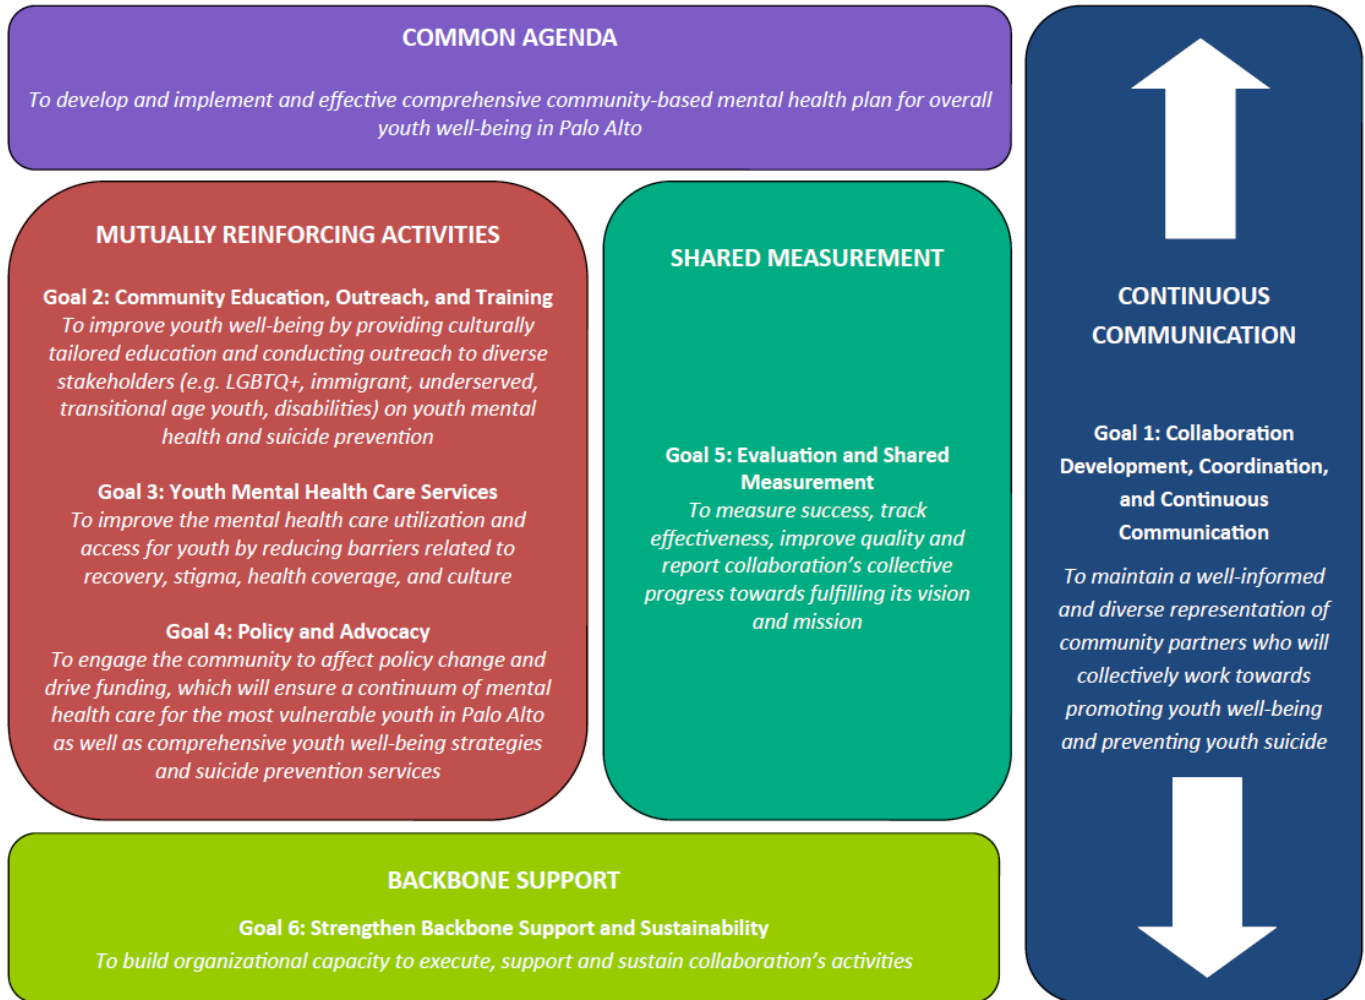 COMMON AGENDA
To develop and implement and effective comprehensive community-based mental health plan for overall
youth well-being in Palo Alto
MUTUALLY REINFORCING ACTIVITIES
Goal 2: Community Education, Outreach, and Training
To improve youth well-being by providing culturally
tailored education and conducting outreach to diverse
stakeholders (e.g. LGBTQ+, immigrant, underserved,
transitional age youth, disabilities) on youth mental
health and suicide prevention
Goal 3: Youth Mental Health Care Services
To improve the mental health care utilization and
access for youth by reducing barriers related to
recovery, stigma, health coverage, and culture
Goal 4: Policy and Advocacy
To engage the community to affect policy change and
drive funding, which will ensure a continuum of mental
health care for the most vulnerable youth in Palo Alto
as well as comprehensive youth well-being strategies
and suicide prevention services
SHARED MEASUREMENT
Goal 5: Evaluation and Shared
Measurement
To measure success, track
effectiveness, improve quality and
report collaboration's collective
progress towards fulfilling its vision
and mission
CONTINUOUS
COMMUNICATION
Goal 1: Collaboration
Development, Coordination,
and Continuous
Communication
To maintain a well-informed
and diverse representation of
community partners who will
collectively work towards
promoting youth well-being
and preventing youth suicide
BACKBONE SUPPORT
Goal 6: Strengthen Backbone Support and Sustainability
To build organizational capacity to execute, support and sustain collaboration's activities